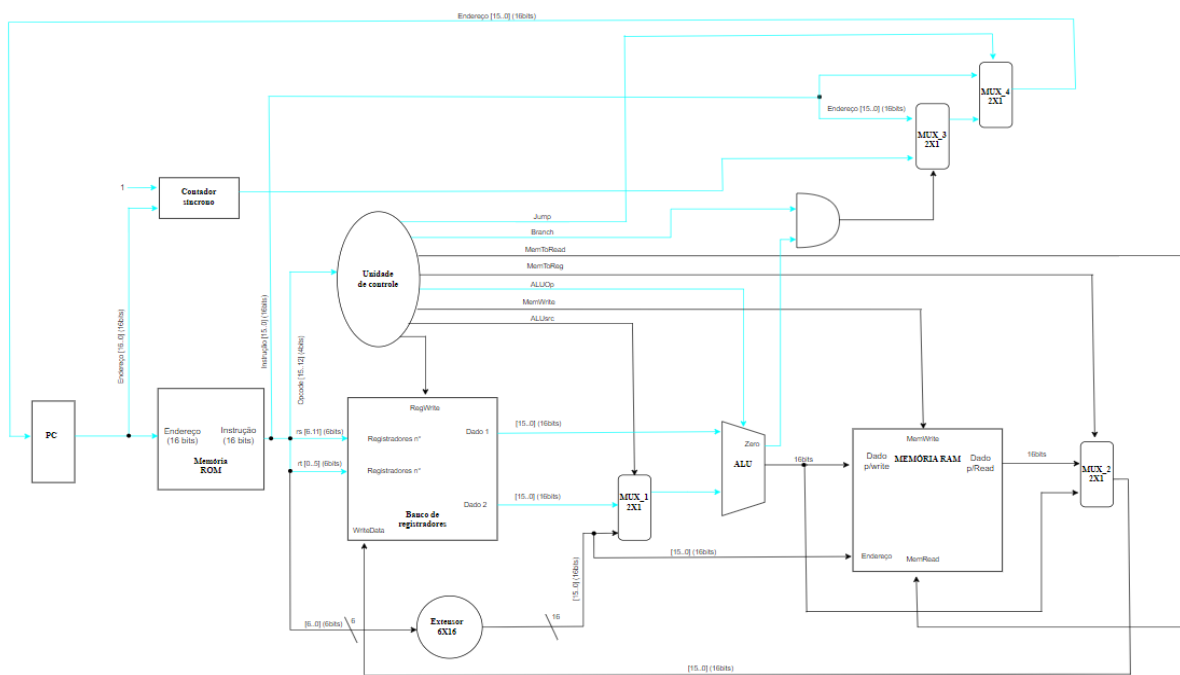 Endereço [15..0] (16bits)
MUX_4
2X1
Endereço [15..0] (16bits)
MUX_3
2X1
1
Contador
síncrono
Jump
Branch
MemToRead
MemToReg
ALUOp
MemWrite
ALUsrc
Unidade
de controle
Endereço [16..0] (16bits)
Instrução [15..0] (16bits)
Opcode [15..12] (4bits)
PC
Endereço
(16 bits)
Instrução
(16 bits)
Memória
ROM
rs [6.11] (6bits)
rt [0..5] (6bits)
RegWrite
Registradores n°
Registradores n°
Dado 1
Dado 2
Banco de
registradores
WriteData
[15..0] (16bits)
[15..0] (16bits)
MUX_1
2X1
Zero
ALU
16bits
MemWrite
Dado
p/write
MEMÓRIA RAM
Dado
p/Read
Endereço
MemRead
16bits
MUX_2
2X1
[15..0] (16bits)
[15..0] (16bits)
[6..0] (6bits)
6
Extensor
6X16
16
[15..0] (16bits)